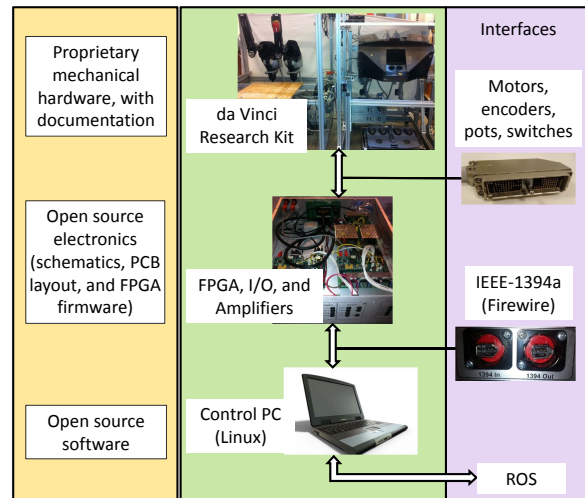 Proprietary
mechanical
hardware, with
documentation
Open source
electronics
(schematics, PCB
layout, and FPGA
firmware)
Open source
software
da Vinci
Research Kit
FPGA, I/O, and
Amplifiers
Control PC
(Linux)
Interfaces
Motors,
encoders,
pots, switches
IEEE-1394a
(Firewire)
1394 In
1394 Out
ROS